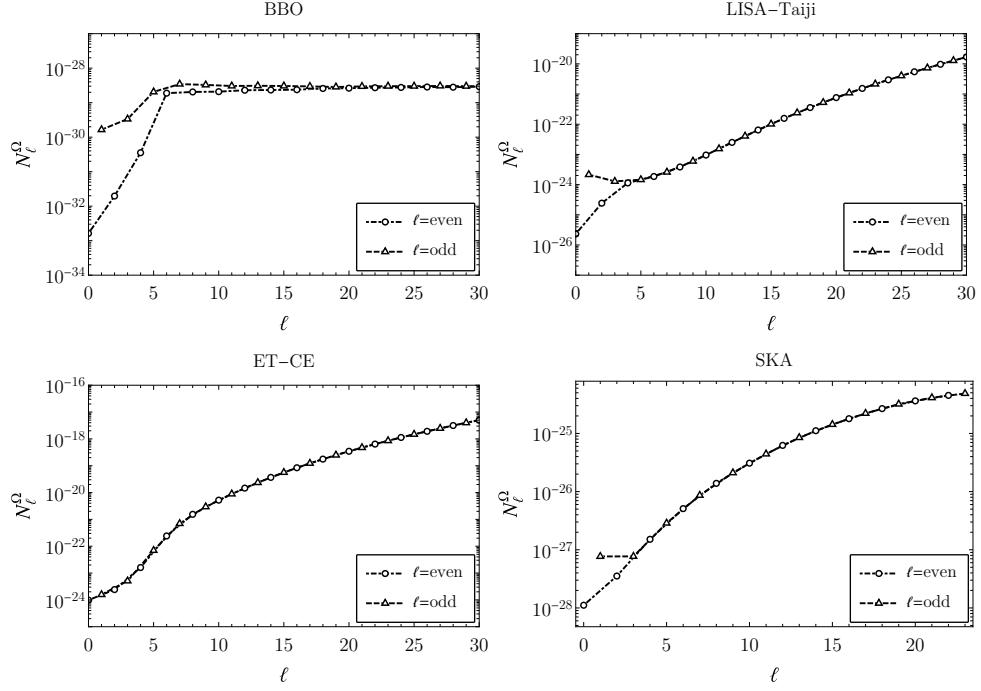 BBO
N_ℓ^Ω
10^−28
10^−30
10^−32
10^−34
0 5 10 15 20 25 30
ℓ
ℓ=even
ℓ=odd
LISA−Taiji
N_ℓ^Ω
10^−20
10^−22
10^−24
10^−26
0 5 10 15 20 25 30
ℓ
ℓ=even
ℓ=odd
ET−CE
N_ℓ^Ω
10^−16
10^−18
10^−20
10^−22
10^−24
0 5 10 15 20 25 30
ℓ
ℓ=even
ℓ=odd
SKA
N_ℓ^Ω
10^−25
10^−26
10^−27
10^−28
0 5 10 15 20
ℓ
ℓ=even
ℓ=odd